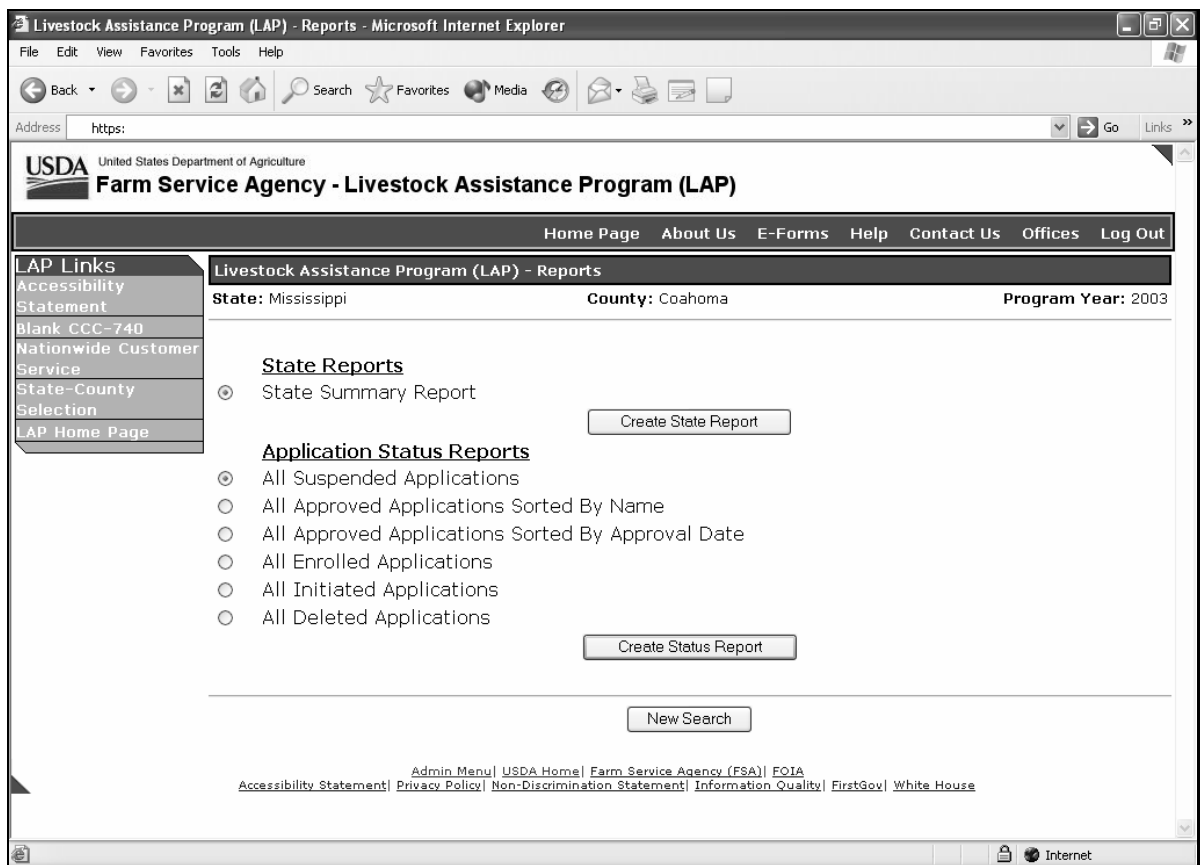 Livestock Assistance Program (LAP) - Reports - Microsoft Internet Explorer
File Edit View Favorites Tools Help
Back Search Favorites Media
Address https: Go Links »
USDA United States Department of Agriculture
Farm Service Agency - Livestock Assistance Program (LAP)
Home Page About Us E-Forms Help Contact Us Offices Log Out
LAP Links
Accessibility
Statement
Blank CCC-740
Nationwide Customer
Service
State-County
Selection
LAP Home Page
Livestock Assistance Program (LAP) - Reports
State: Mississippi County: Coahoma Program Year: 2003
State Reports
State Summary Report
Create State Report
Application Status Reports
All Suspended Applications
All Approved Applications Sorted By Name
All Approved Applications Sorted By Approval Date
All Enrolled Applications
All Initiated Applications
All Deleted Applications
Create Status Report
New Search
Admin Menu| USDA Home| Farm Service Agency (FSA)| FOIA
Accessibility Statement| Privacy Policy| Non-Discrimination Statement| Information Quality| FirstGov| White House
Internet